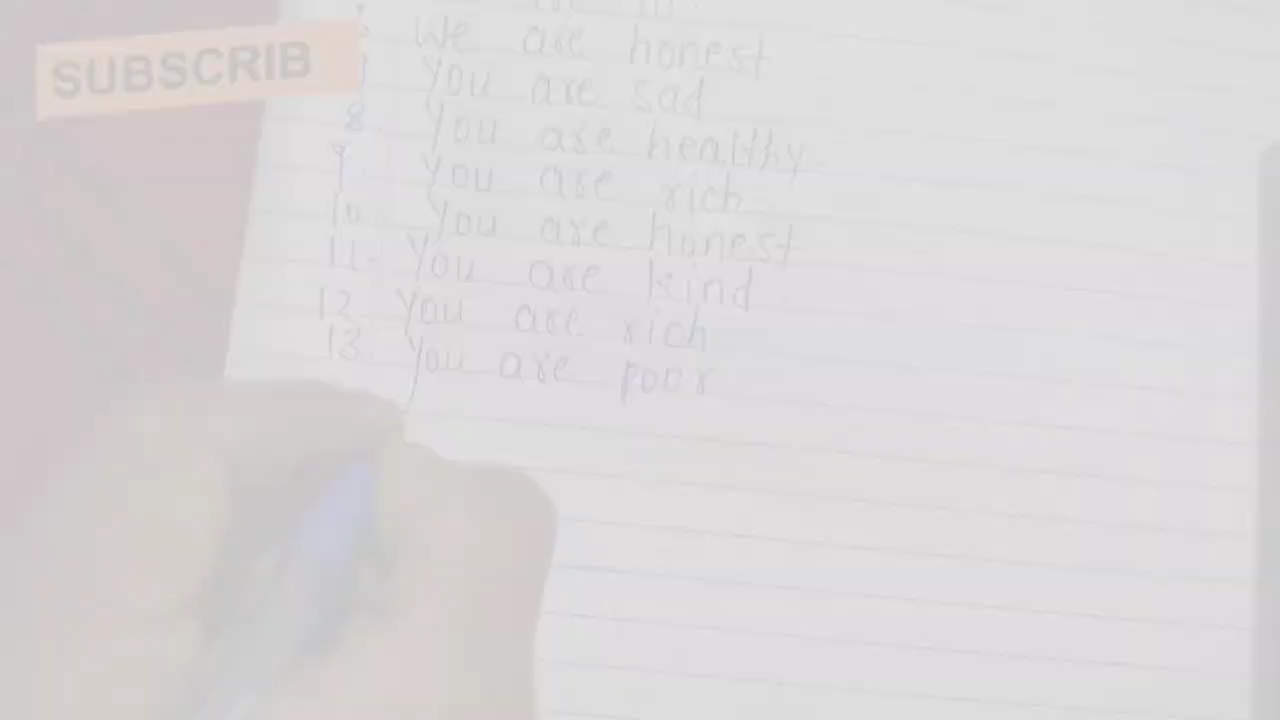 SUBSCRIB
We are honest
You are sad
8. You are healthy.
9. You are rich.
10. You are honest
11. You are kind
12. You are rich
13. You are poor